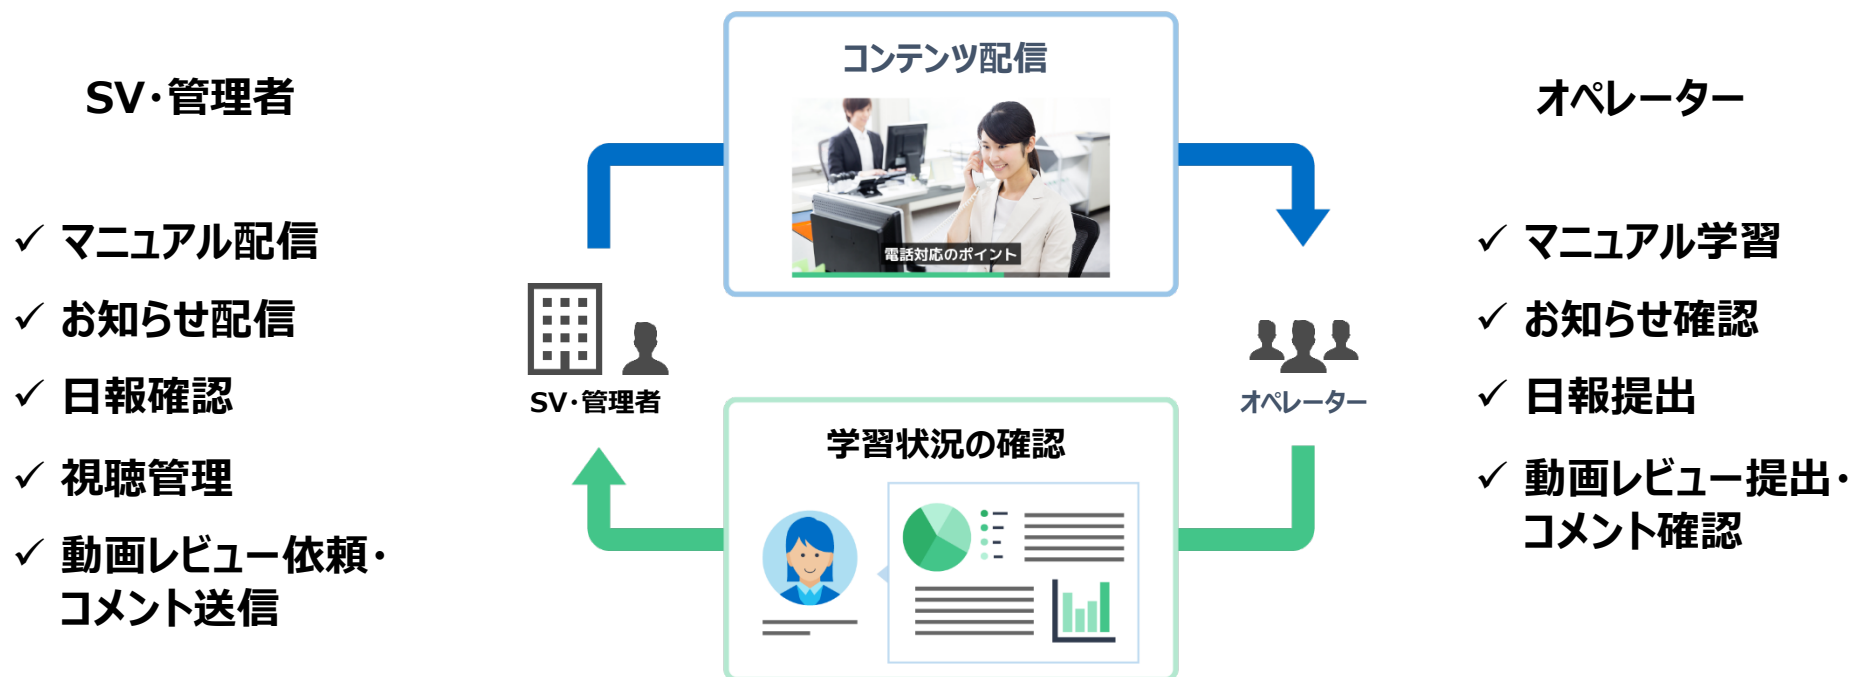 SV・管理者
✓ マニュアル配信
✓ お知らせ配信
✓ 日報確認
✓ 視聴管理
✓ 動画レビュー依頼・
コメント送信
コンテンツ配信
電話対応のポイント
SV・管理者
オペレーター
学習状況の確認
オペレーター
✓ マニュアル学習
✓ お知らせ確認
✓ 日報提出
✓ 動画レビュー提出・
コメント確認